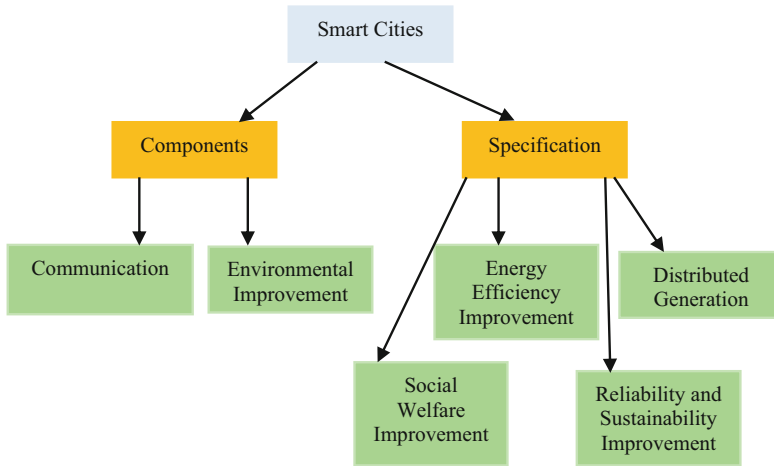 Smart Cities
Components
Specification
Communication
Environmental
Improvement
Energy
Efficiency
Improvement
Distributed
Generation
Social
Welfare
Improvement
Reliability and
Sustainability
Improvement